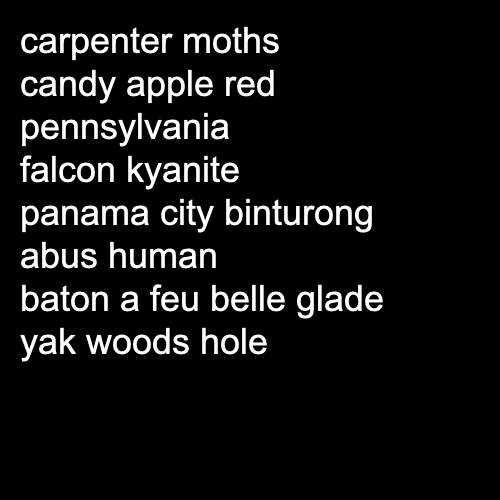 carpenter moths
candy apple red
pennsylvania
falcon kyanite
panama city binturong
abus human
baton a feu belle glade
yak woods hole